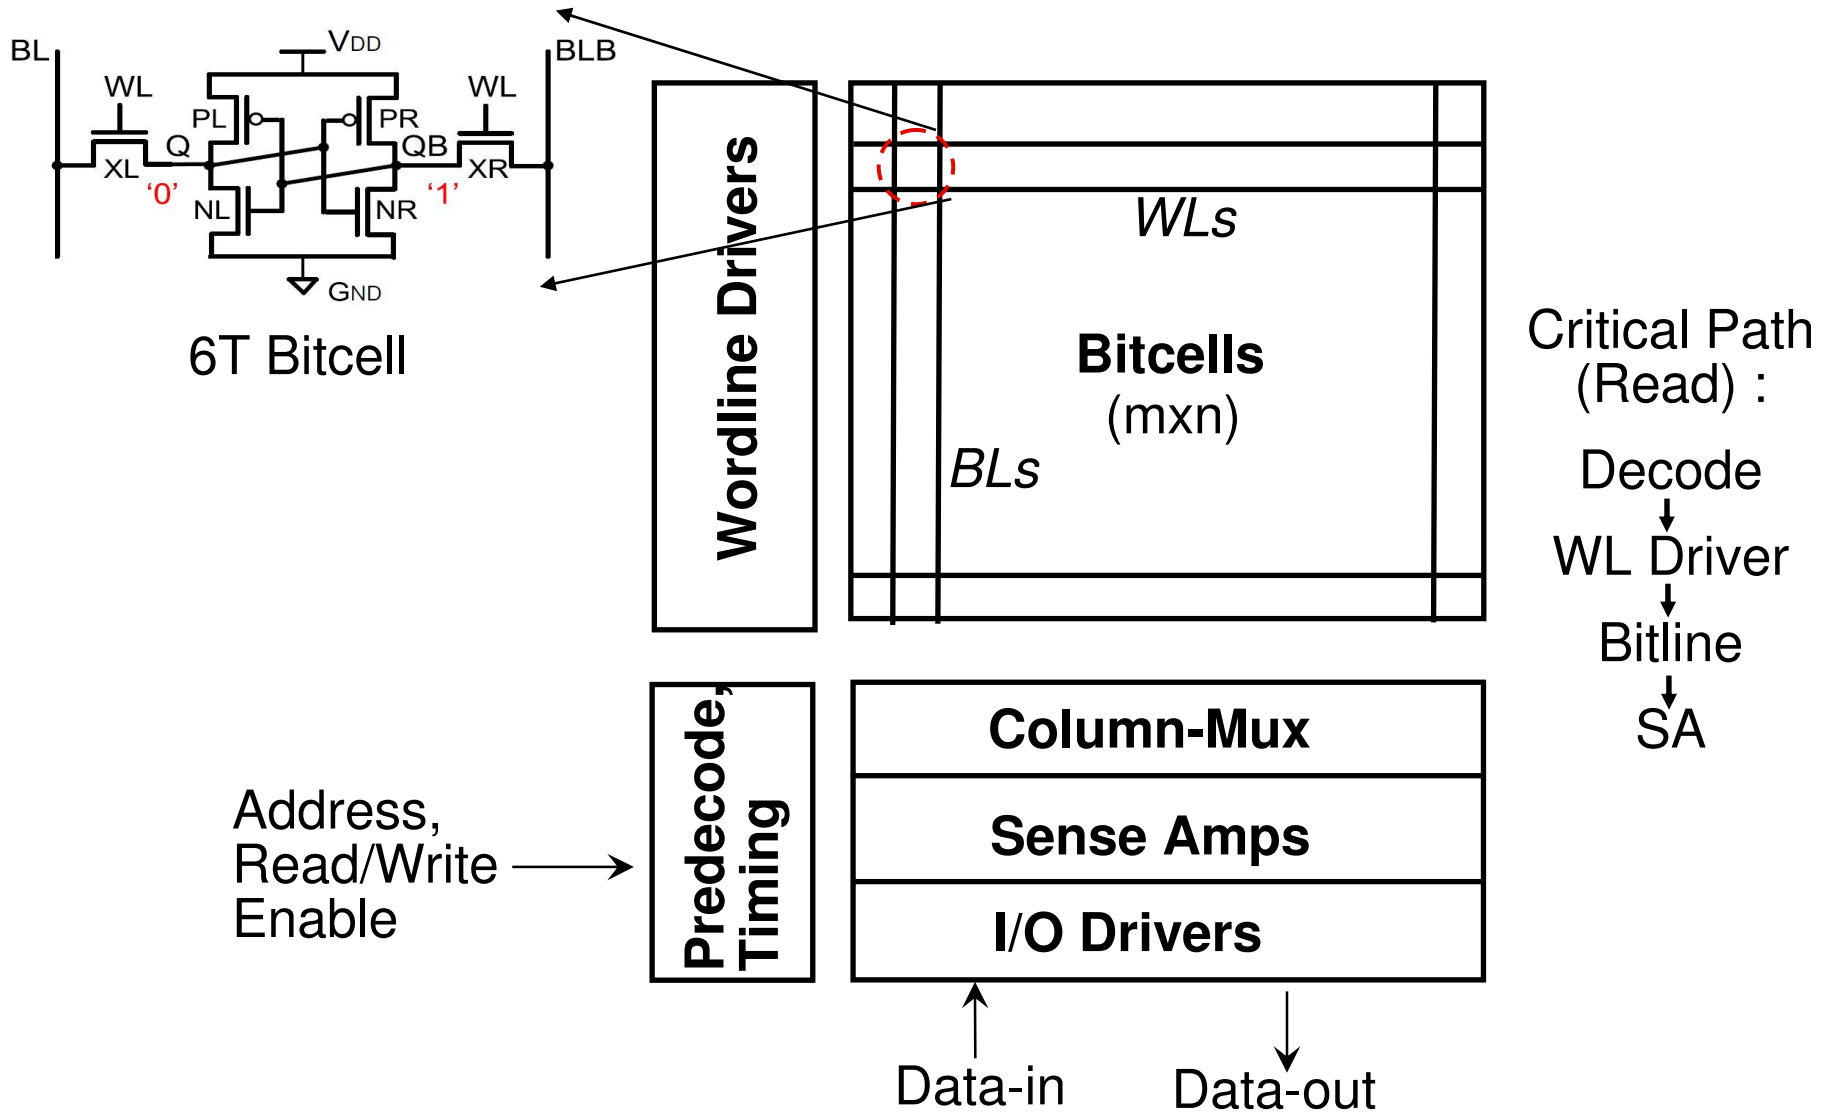 BL
VDD
BLB
WL
WL
PL
PR
Q
QB
XL
XR
'0'
'1'
NL
NR
GND
6T Bitcell
Wordline Drivers
WLs
Bitcells
(mxn)
BLs
Critical Path
(Read) :
Decode
WL Driver
Bitline
SA
Address,
Read/Write
Enable
Predecode,
Timing
Column-Mux
Sense Amps
I/O Drivers
Data-in
Data-out